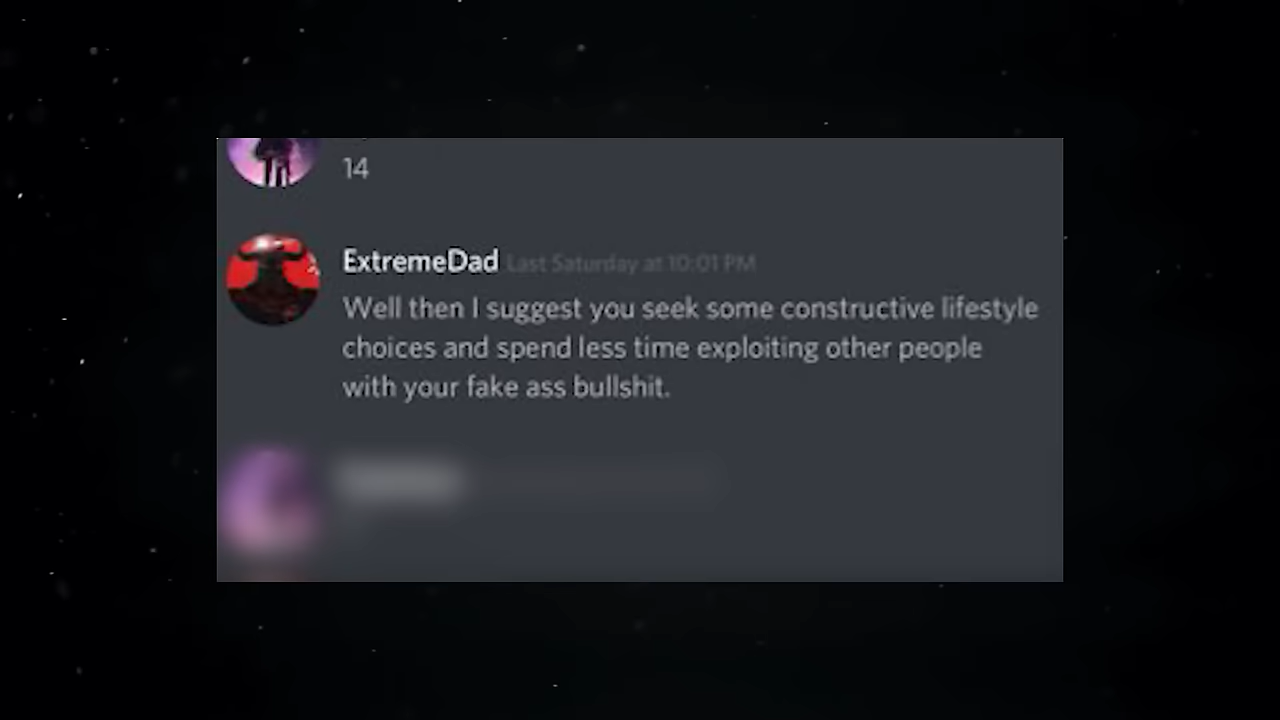 14
ExtremeDad Last Saturday at 10:01 PM
Well then I suggest you seek some constructive lifestyle
choices and spend less time exploiting other people
with your fake ass bullshit.